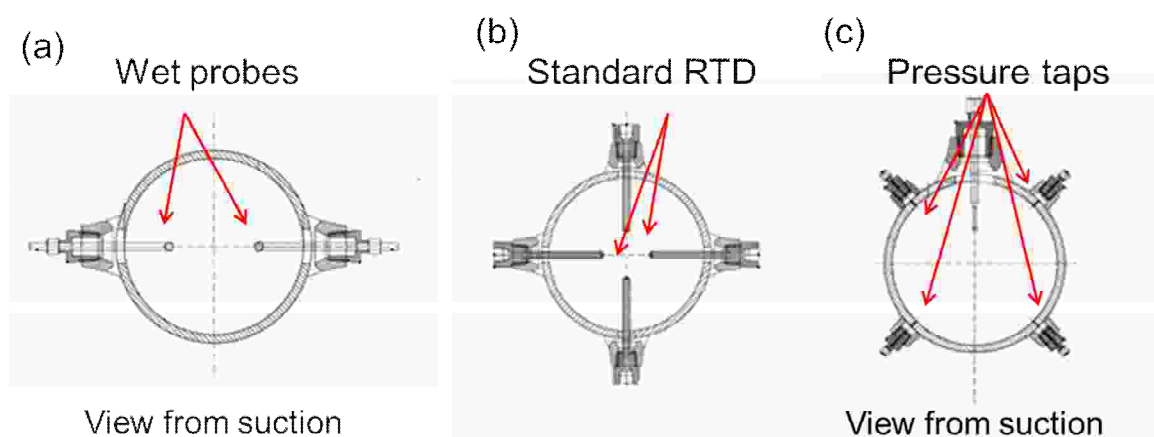 (a)
Wet probes
View from suction
(b)
Standard RTD
(c)
Pressure taps
View from suction